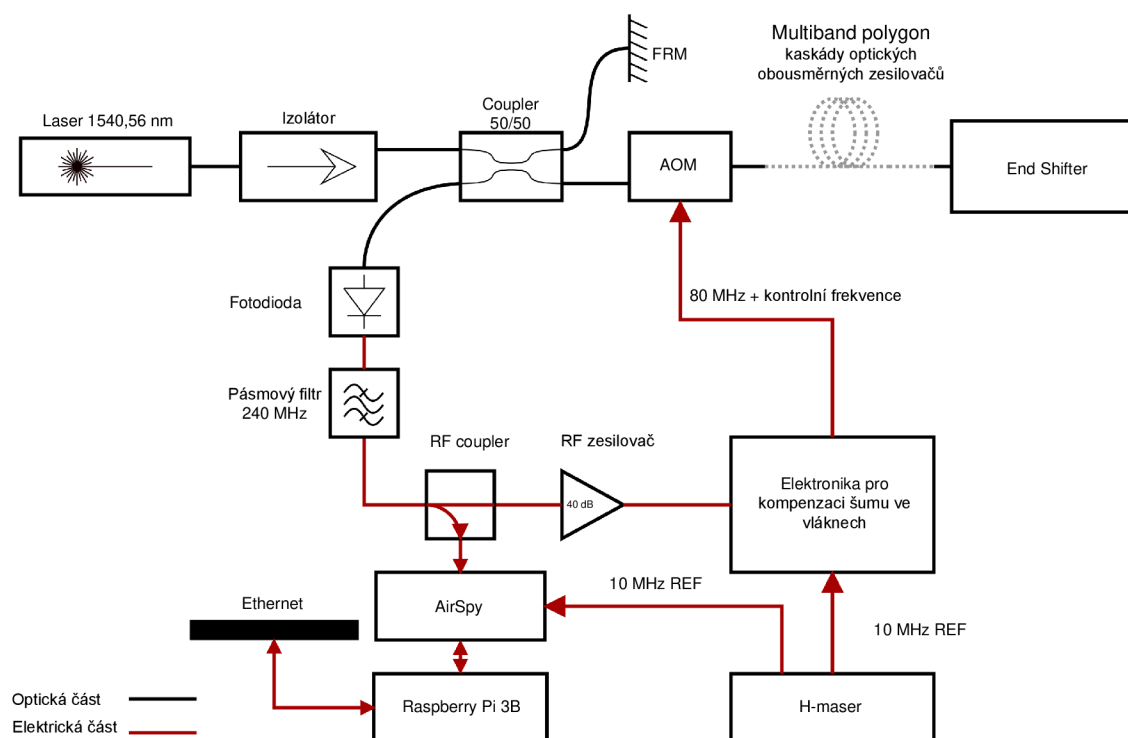 Multiband polygon
kaskády optických
obousměrných zesilovačů
FRM
Laser 1540,56 nm
Izolátor
Coupler
50/50
AOM
End Shifter
Fotodioda
80 MHz + kontrolní frekvence
Pásmový filtr
240 MHz
RF coupler
RF zesilovač
40 dB
Elektronika pro
kompenzaci šumu ve
vláknech
10 MHz REF
Ethernet
AirSpy
10 MHz REF
Optická část
Elektrická část
Raspberry Pi 3B
H-maser